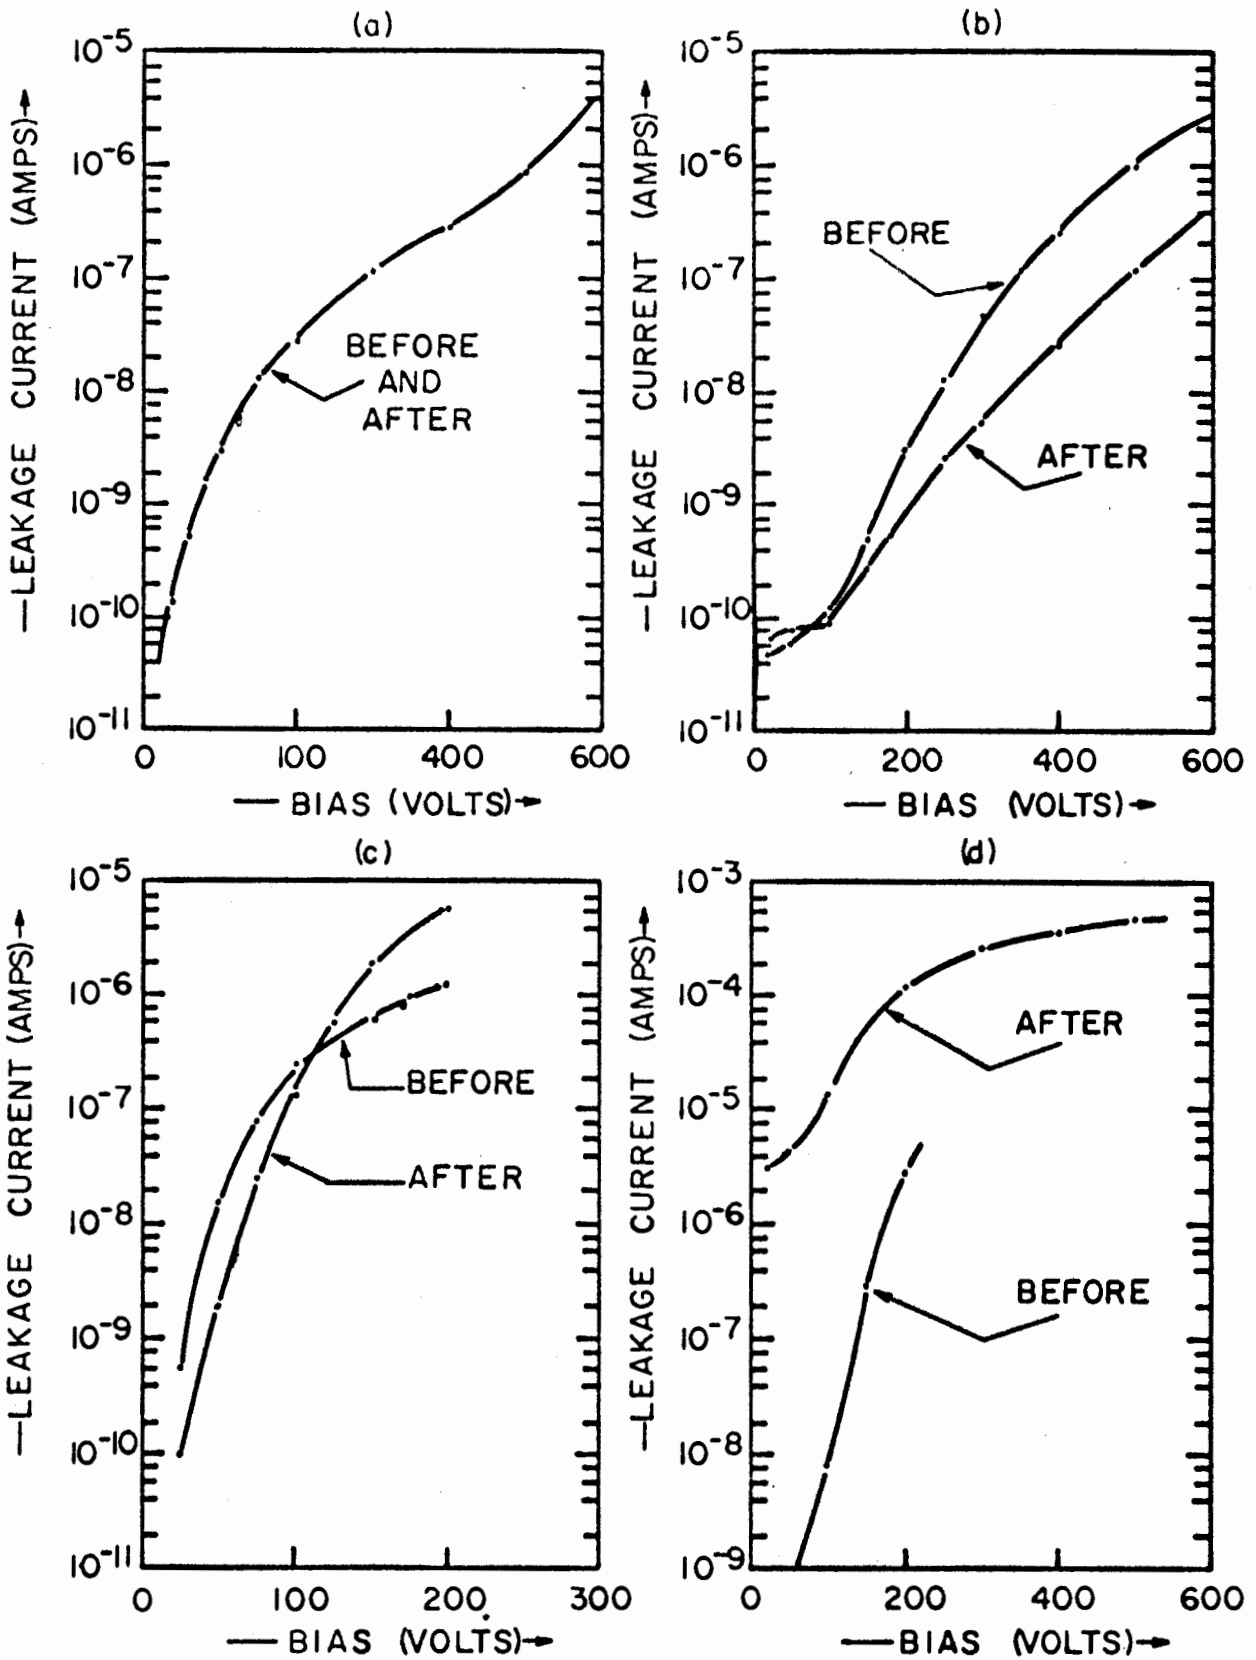 (a)
—LEAKAGE CURRENT (AMPS)→
10-5
10-6
10-7
10-8
10-9
10-10
10-11
BEFORE
AND
AFTER
0 100 400 600
— BIAS (VOLTS)→
(b)
—LEAKAGE CURRENT (AMPS)→
10-5
10-6
10-7
10-8
10-9
10-10
10-11
BEFORE
AFTER
0 200 400 600
— BIAS (VOLTS)→
(c)
—LEAKAGE CURRENT (AMPS)→
10-5
10-6
10-7
10-8
10-9
10-10
10-11
BEFORE
AFTER
0 100 200 300
— BIAS (VOLTS)→
(d)
—LEAKAGE CURRENT (AMPS)→
10-3
10-4
10-5
10-6
10-7
10-8
10-9
AFTER
BEFORE
0 200 400 600
—BIAS (VOLTS)→